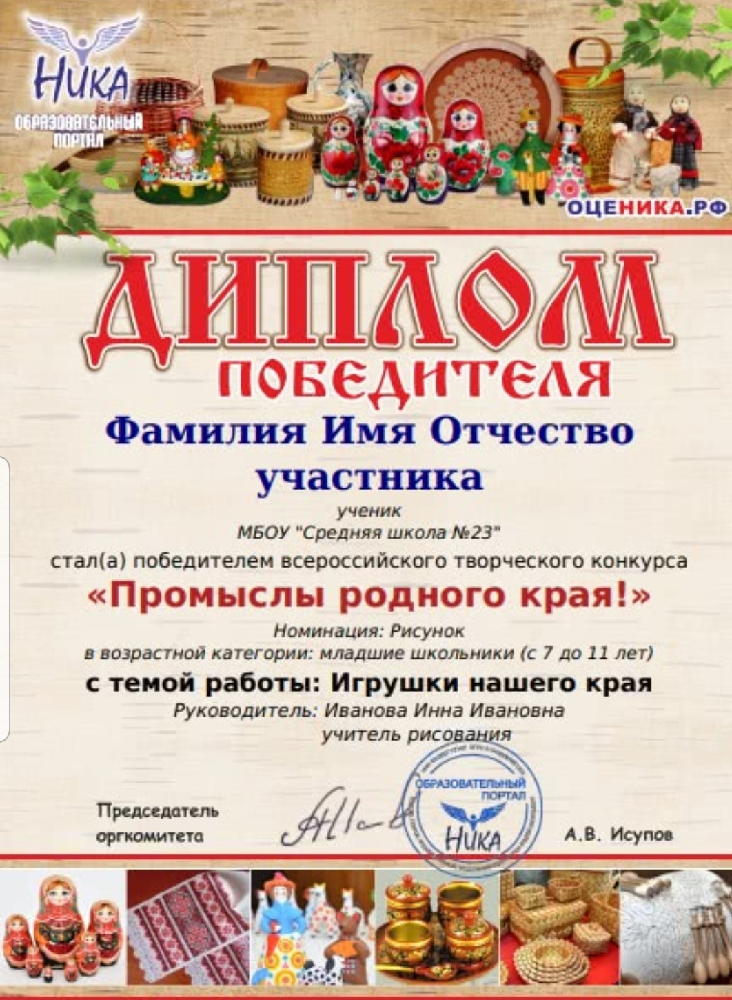 НИКА
ОБРАЗОВАТЕЛЬНЫЙ
ПОРТАЛ
ОЦЕНИКА.РФ
ДИПЛОМ
ПОБЕДИТЕЛЯ
Фамилия Имя Отчество
участника
ученик
МБОУ "Средняя школа №23"
стал(а) победителем всероссийского творческого конкурса
«Промыслы родного края!»
Номинация: Рисунок
в возрастной категории: младшие школьники (с 7 до 11 лет)
с темой работы: Игрушки нашего края
Руководитель: Иванова Инна Ивановна
учитель рисования
ОБРАЗОВАТЕЛЬНЫЙ
ПОРТАЛ
НИКА
Председатель
оргкомитета
А.В. Исупов